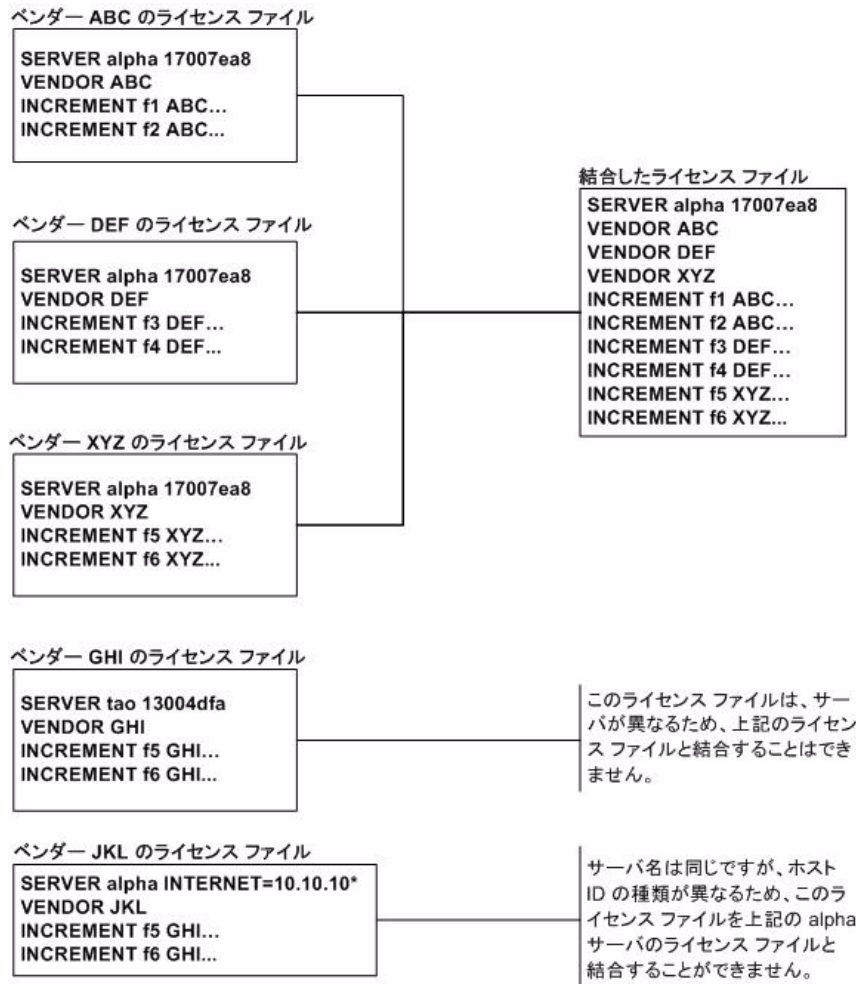 ベンダー ABC のライセンス ファイル
SERVER alpha 17007ea8
VENDOR ABC
INCREMENT f1 ABC…
INCREMENT f2 ABC...
ベンダー DEF のライセンス ファイル
SERVER alpha 17007ea8
VENDOR DEF
INCREMENT f3 DEF…
INCREMENT f4 DEF...
ベンダー XYZ のライセンス ファイル
SERVER alpha 17007ea8
VENDOR XYZ
INCREMENT f5 XYZ…
INCREMENT f6 XYZ...
結合したライセンス ファイル
SERVER alpha 17007ea8
VENDOR ABC
VENDOR DEF
VENDOR XYZ
INCREMENT f1 ABC…
INCREMENT f2 ABC…
INCREMENT f3 DEF…
INCREMENT f4 DEF…
INCREMENT f5 XYZ…
INCREMENT f6 XYZ...
ベンダー GHI のライセンス ファイル
SERVER tao 13004dfa
VENDOR GHI
INCREMENT f5 GHI…
INCREMENT f6 GHI...
このライセンス ファイルは、サー
バが異なるため、上記のライセン
ス ファイルと結合することはでき
ません。
ベンダー JKL のライセンス ファイル
SERVER alpha INTERNET=10.10.10*
VENDOR JKL
INCREMENT f5 GHI…
INCREMENT f6 GHI...
サーバ名は同じですが、ホスト
ID の種類が異なるため、このラ
イセンス ファイルを上記の alpha
サーバのライセンス ファイルと
結合することができません。